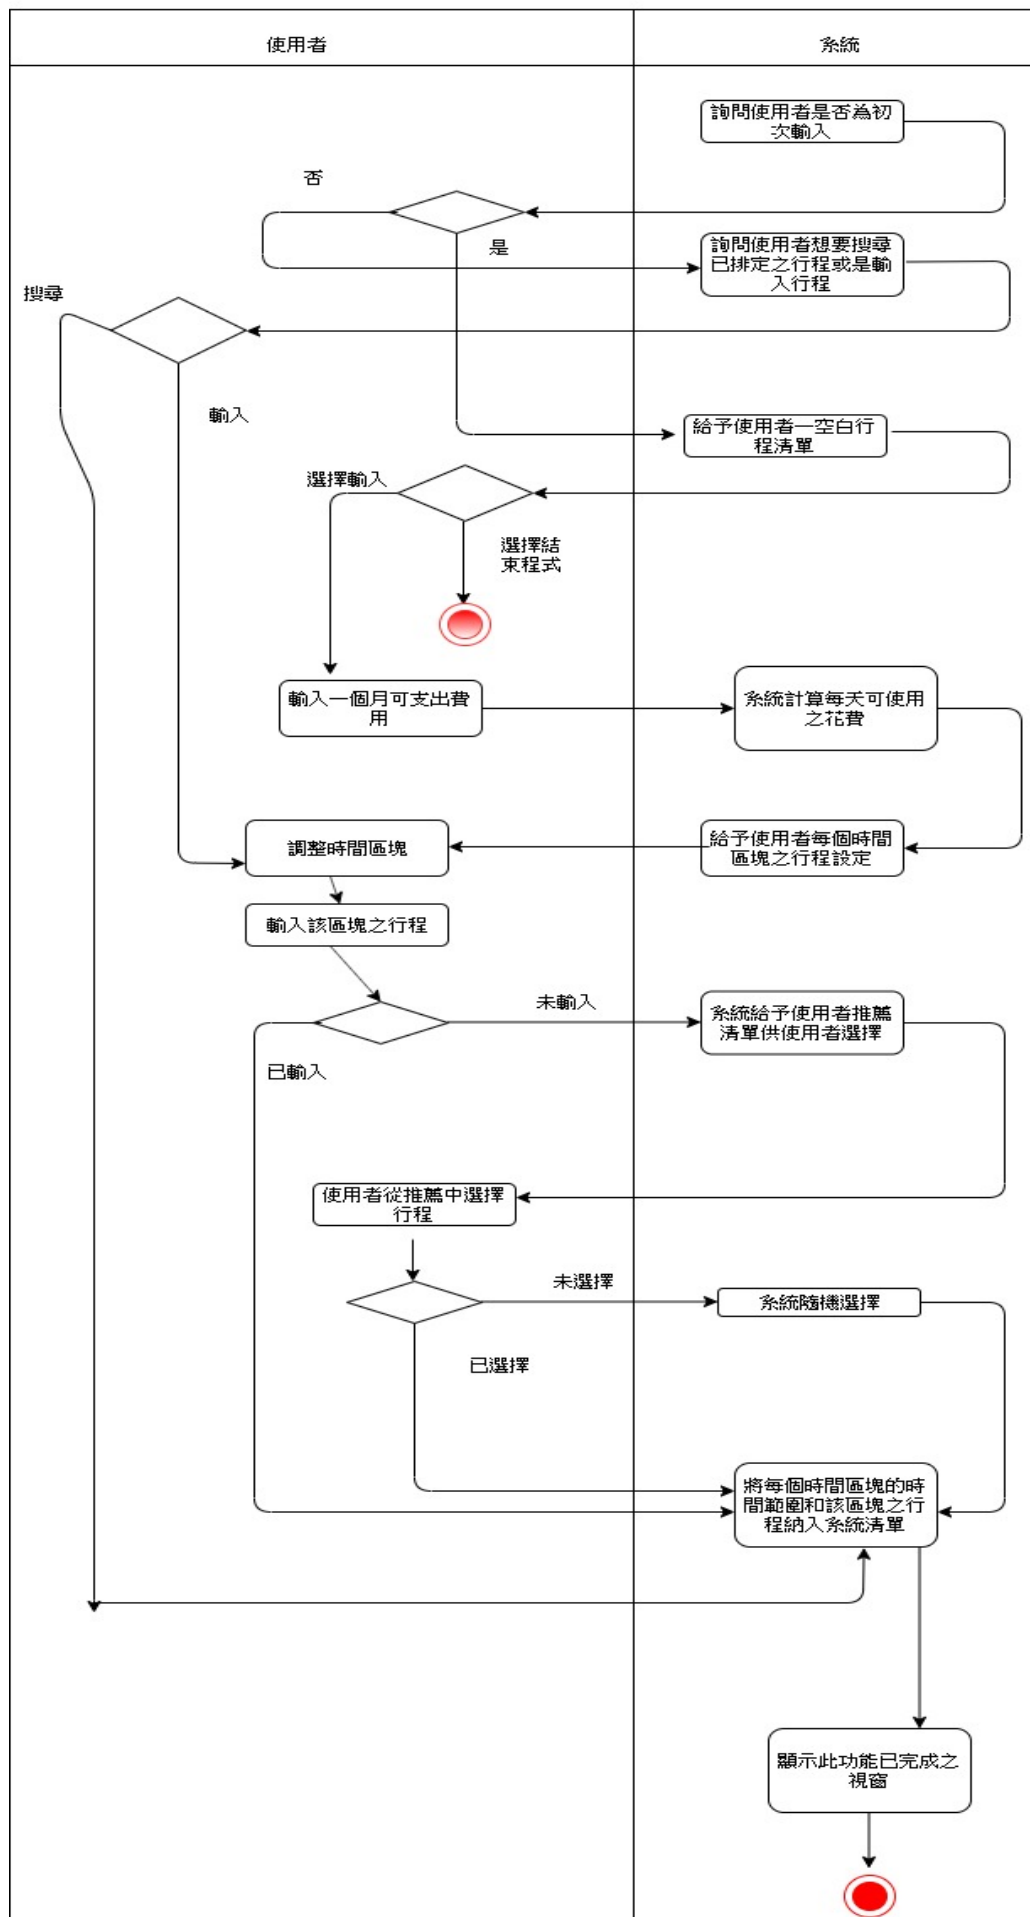 使用者
系統
詢問使用者是否為初
次輸入
否
是
詢問使用者想要搜尋
已排定之行程或是輸
入行程
搜尋
輸入
給予使用者一空白行
程清單
選擇輸入
選擇結
束程式
輸入一個月可支出費
用
系統計算每天可使用
之花費
調整時間區塊
給予使用者每個時間
區塊之行程設定
輸入該區塊之行程
未輸入
系統給予使用者推薦
清單供使用者選擇
已輸入
使用者從推薦中選擇
行程
未選擇
系統隨機選擇
已選擇
將每個時間區塊的時
間範圍和該區塊之行
程納入系統清單
顯示此功能已完成之
視窗